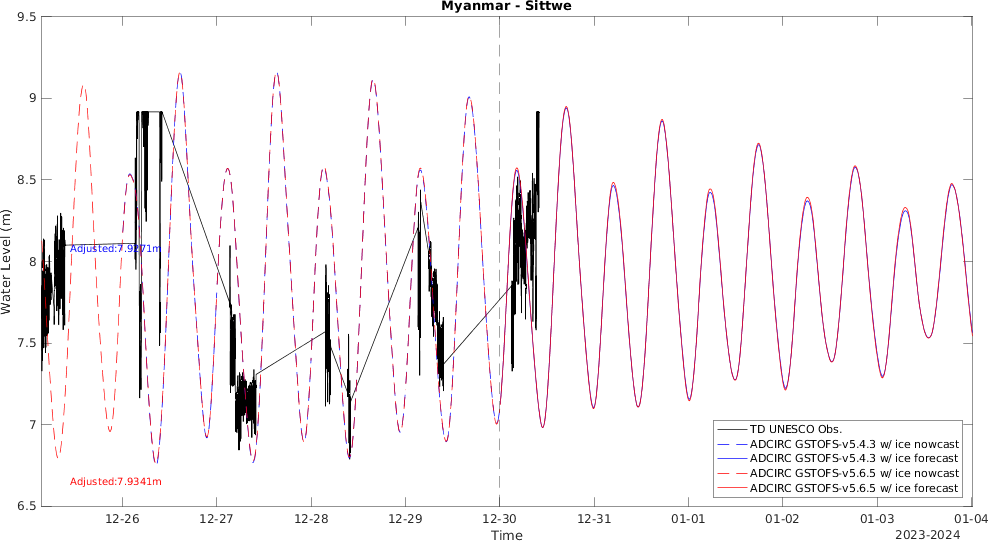 Myanmar - Sittwe
9.5
9
8.5
8
7.5
7
6.5
Water Level (m)
Adjusted:7.9271m
Adjusted:7.9341m
TD UNESCO Obs.
ADCIRC GSTOFS-v5.4.3 w/ ice nowcast
ADCIRC GSTOFS-v5.4.3 w/ ice forecast
ADCIRC GSTOFS-v5.6.5 w/ ice nowcast
ADCIRC GSTOFS-v5.6.5 w/ ice forecast
12-26 12-27 12-28 12-29 12-30 12-31 01-01 01-02 01-03 01-04
Time
2023-2024